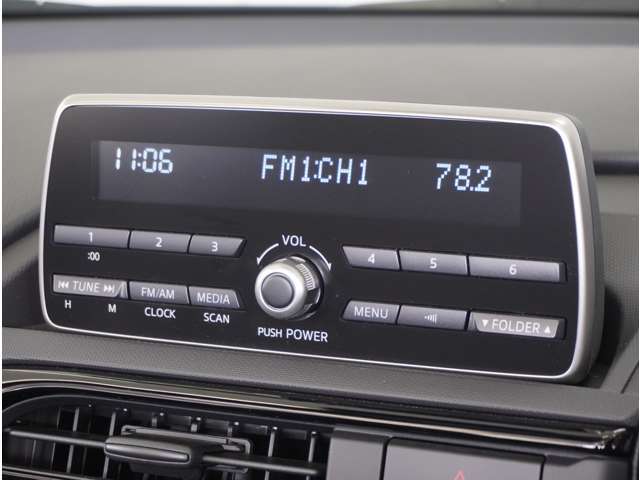 11:06 FM1:CH1 78.2
1 2 3 VOL 4 5 6
:00
TUNE FM/AM MEDIA MENU FOLDER
H M CLOCK SCAN PUSH POWER